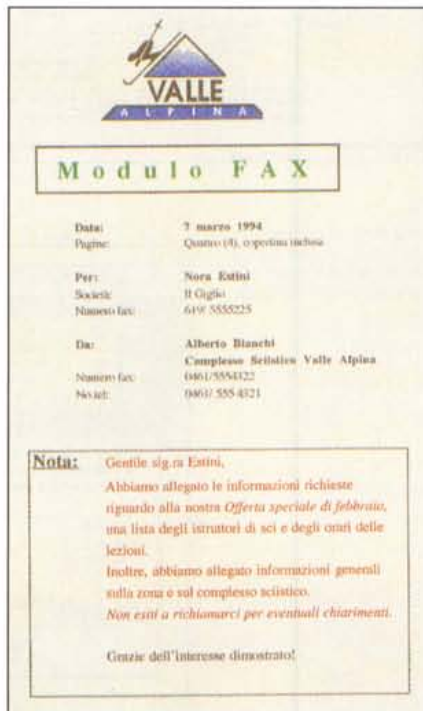 VALLE
ALPINA
Modulo FAX
Data: 7 marzo 1994
Pagine: Quattro (4), copertina inclusa
Per: Nora Estini
Società: Il Giglio
Numero fax: 619/ 5555225
Da: Alberto Bianchi
Complesso Sciistico Valle Alpina
Numero fax: 0461/5554322
No.tel: 0461/ 555 4321
Nota: Gentile sig.ra Estini,
Abbiamo allegato le informazioni richieste
riguardo alla nostra Offerta speciale di febbraio,
una lista degli istruttori di sci e degli orari delle
lezioni.
Inoltre, abbiamo allegato informazioni generali
sulla zona e sul complesso sciistico.
Non esiti a richiamarci per eventuali chiarimenti.
Grazie dell'interesse dimostrato!